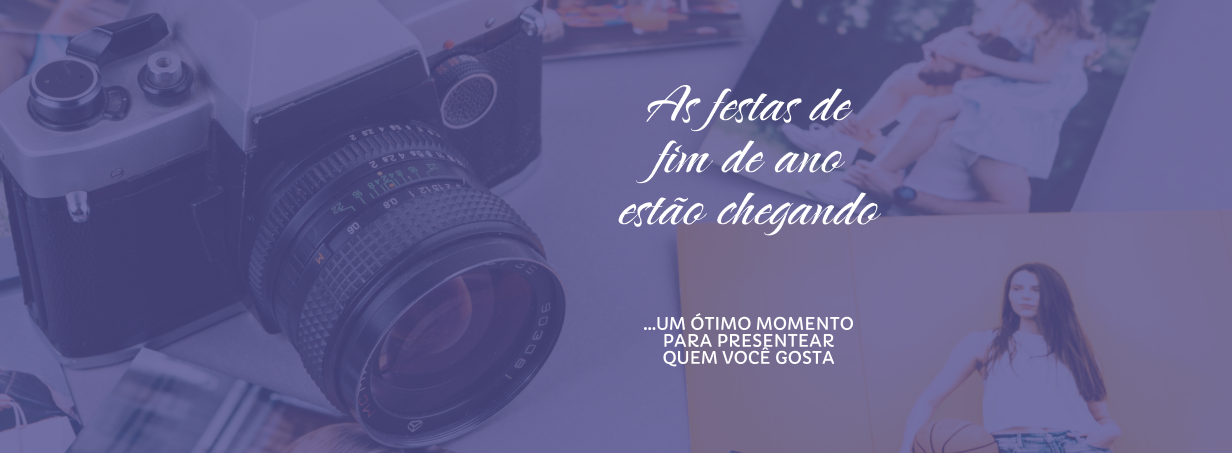 As festas de
fim de ano
estão chegando
...UM ÓTIMO MOMENTO
PARA PRESENTEAR
QUEM VOCÊ GOSTA